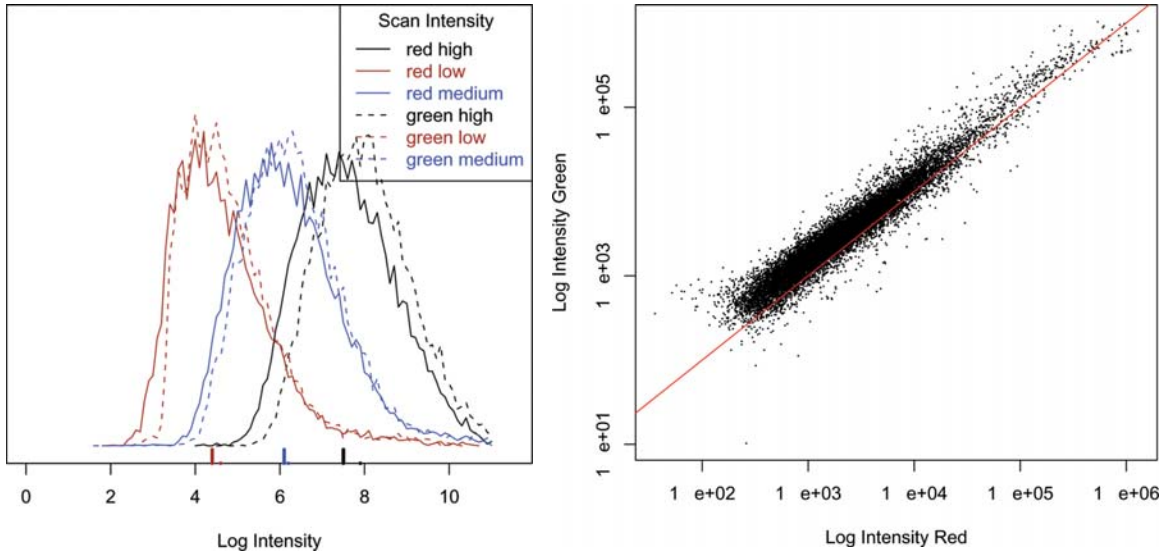 Scan Intensity
red high
red low
red medium
green high
green low
green medium
0 2 4 6 8 10
Log Intensity
Log Intensity Green
1 e+05
1 e+03
1 e+01
1 e+02 1 e+03 1 e+04 1 e+05 1 e+06
Log Intensity Red